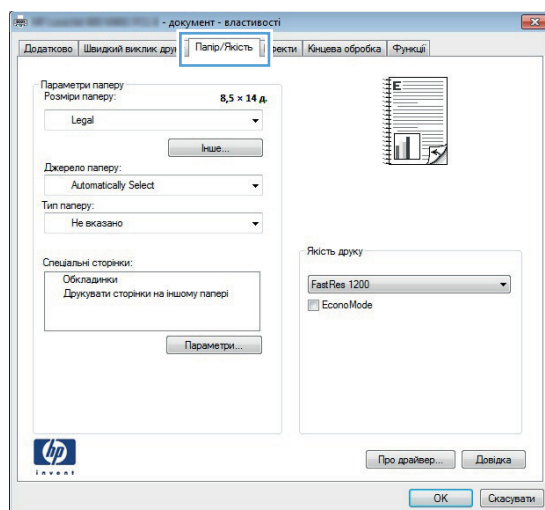 - документ - властивості
Додатково Швидкий виклик дру Папір/Якість екти Кінцева обробка Функції
Параметри паперу
Розміри паперу: 8,5 × 14 д.
Legal
Інше...
Джерело паперу:
Automatically Select
Тип паперу:
Не вказано
Спеціальні сторінки:
Обкладинки
Друкувати сторінки на іншому папері
Параметри...
E
Якість друку
FastRes 1200
EconoMode
hp
invent
Про драйвер... Довідка
OK Скасувати